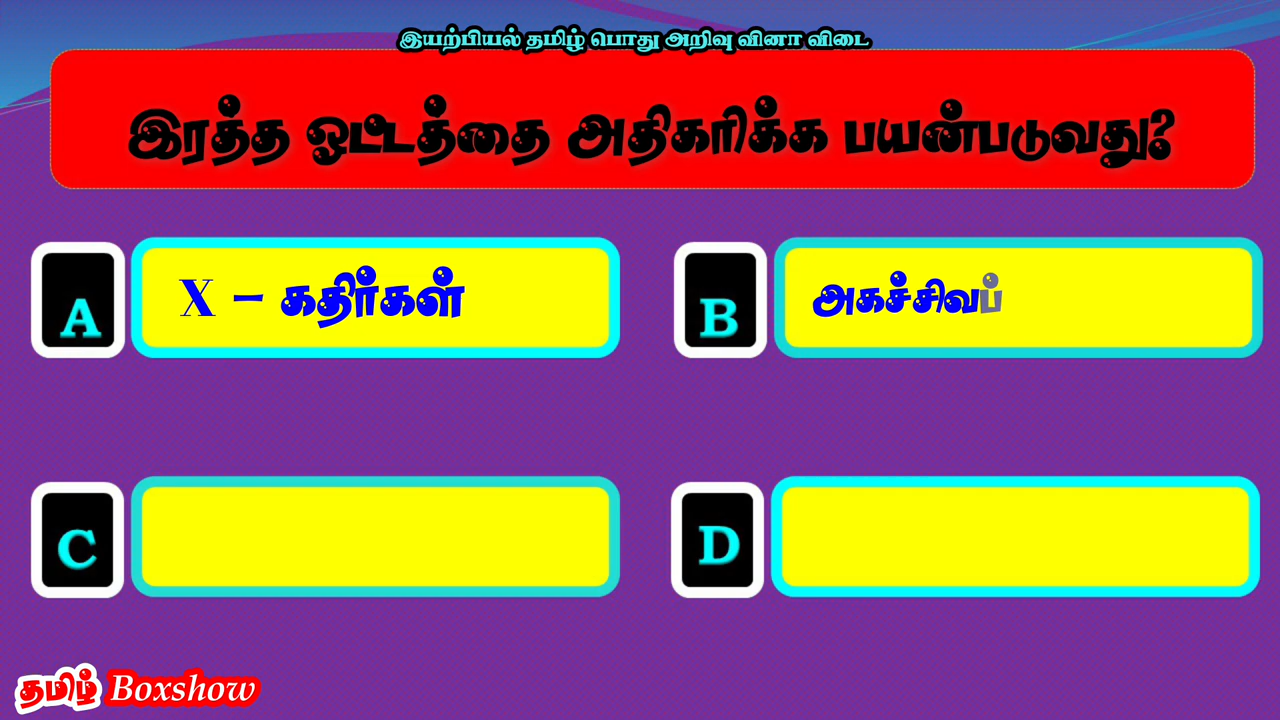 இயற்பியல் தமிழ் பொது அறிவு வினா விடை
இரத்த ஓட்டத்தை அதிகரிக்க பயன்படுவது?
A
X – கதிர்கள்
B
அகச்சிவப்
C
D
தமிழ் Boxshow